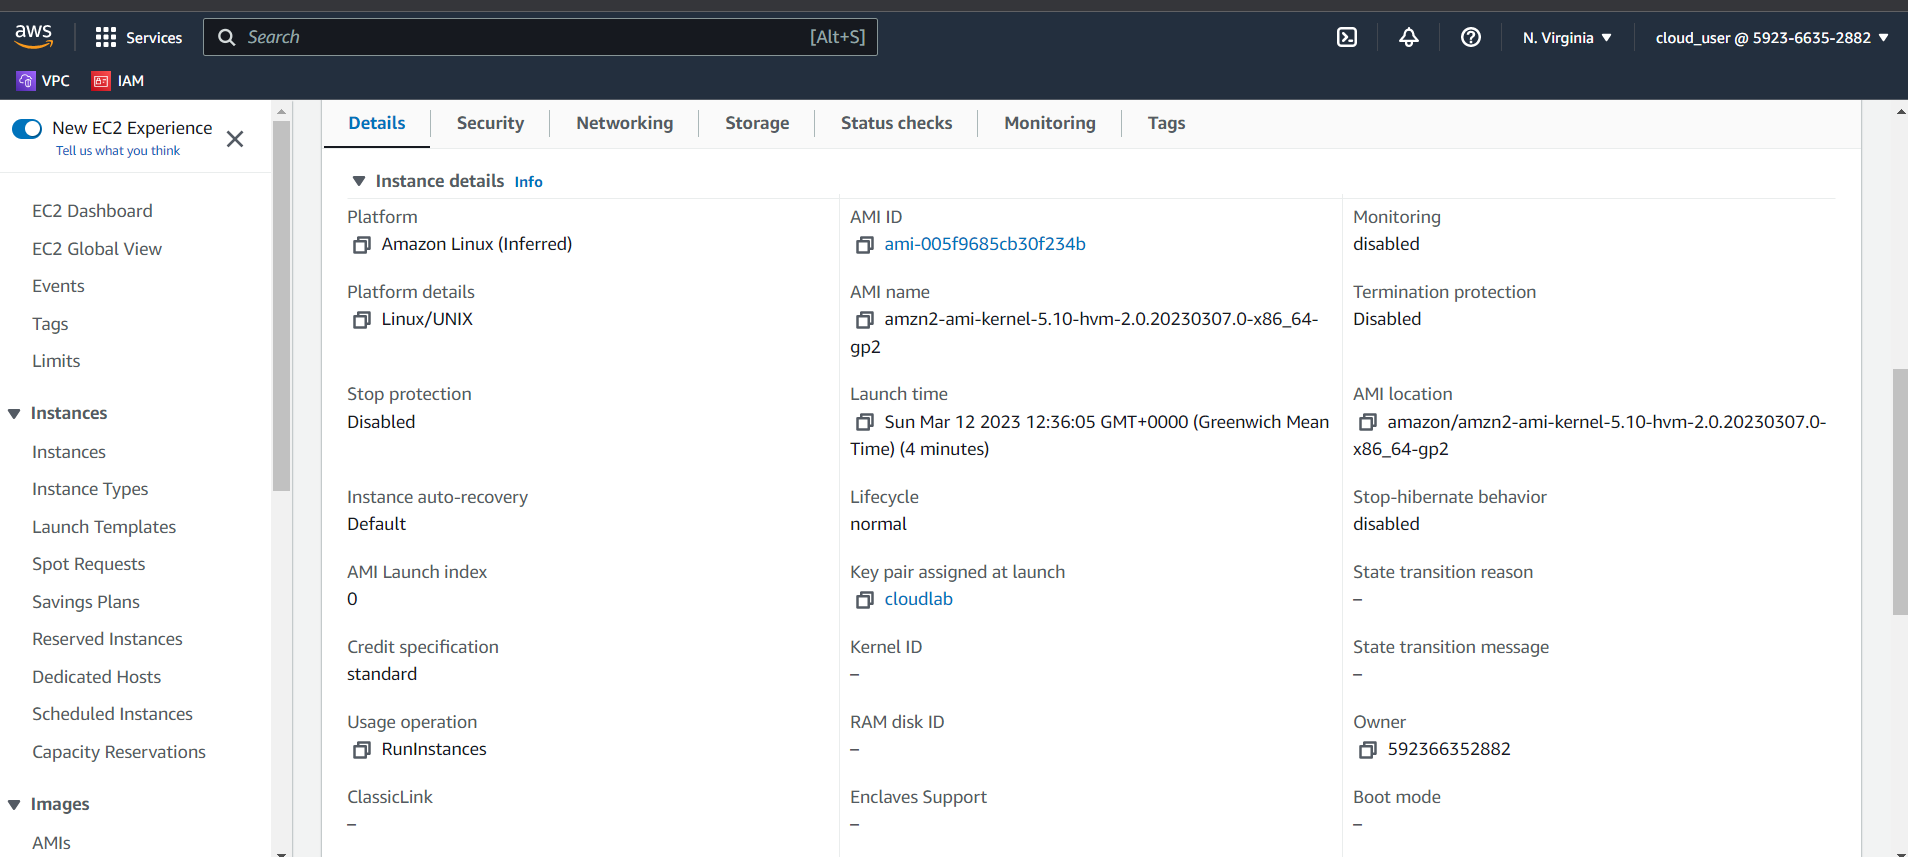 aws
Services
Search
[Alt+S]
N. Virginia
cloud_user @ 5923-6635-2882
VPC
IAM
New EC2 Experience
Tell us what you think
EC2 Dashboard
EC2 Global View
Events
Tags
Limits
Instances
Instances
Instance Types
Launch Templates
Spot Requests
Savings Plans
Reserved Instances
Dedicated Hosts
Scheduled Instances
Capacity Reservations
Images
AMIs
Details
Security
Networking
Storage
Status checks
Monitoring
Tags
Instance details Info
Platform
Amazon Linux (Inferred)
AMI ID
ami-005f9685cb30f234b
Monitoring
disabled
Platform details
Linux/UNIX
AMI name
amzn2-ami-kernel-5.10-hvm-2.0.20230307.0-x86_64-
gp2
Termination protection
Disabled
Stop protection
Disabled
Launch time
Sun Mar 12 2023 12:36:05 GMT+0000 (Greenwich Mean
Time) (4 minutes)
AMI location
amazon/amzn2-ami-kernel-5.10-hvm-2.0.20230307.0-
x86_64-gp2
Instance auto-recovery
Default
Lifecycle
normal
Stop-hibernate behavior
disabled
AMI Launch index
0
Key pair assigned at launch
cloudlab
State transition reason
–
Credit specification
standard
Kernel ID
–
State transition message
–
Usage operation
RunInstances
RAM disk ID
–
Owner
592366352882
ClassicLink
–
Enclaves Support
–
Boot mode
–